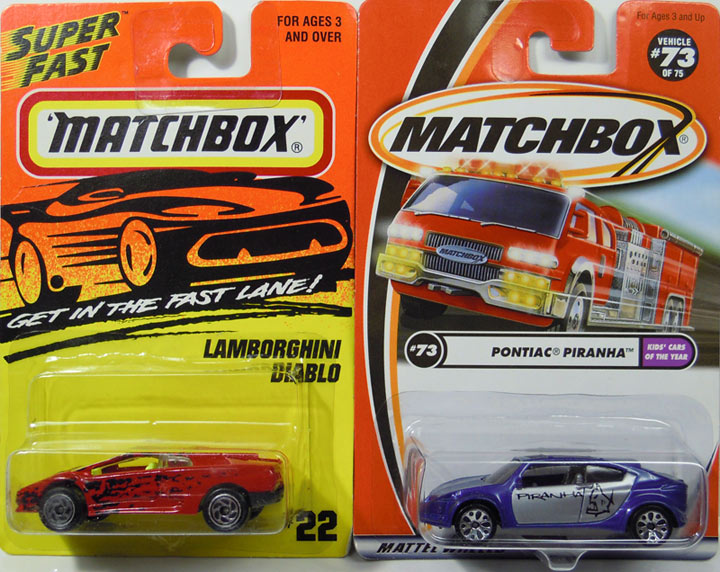 SUPER
FAST
FOR AGES 3
AND OVER
'MATCHBOX'®
GET IN THE FAST LANE!
LAMBORGHINI
DIABLO
#22
For Ages 3 and Up
VEHICLE
#73
OF 75
MATCHBOX®
MATCHBOX
#73
PONTIAC® PIRANHA™
KIDS' CARS
OF THE YEAR
PIRANHA
MATTEL WHEELS